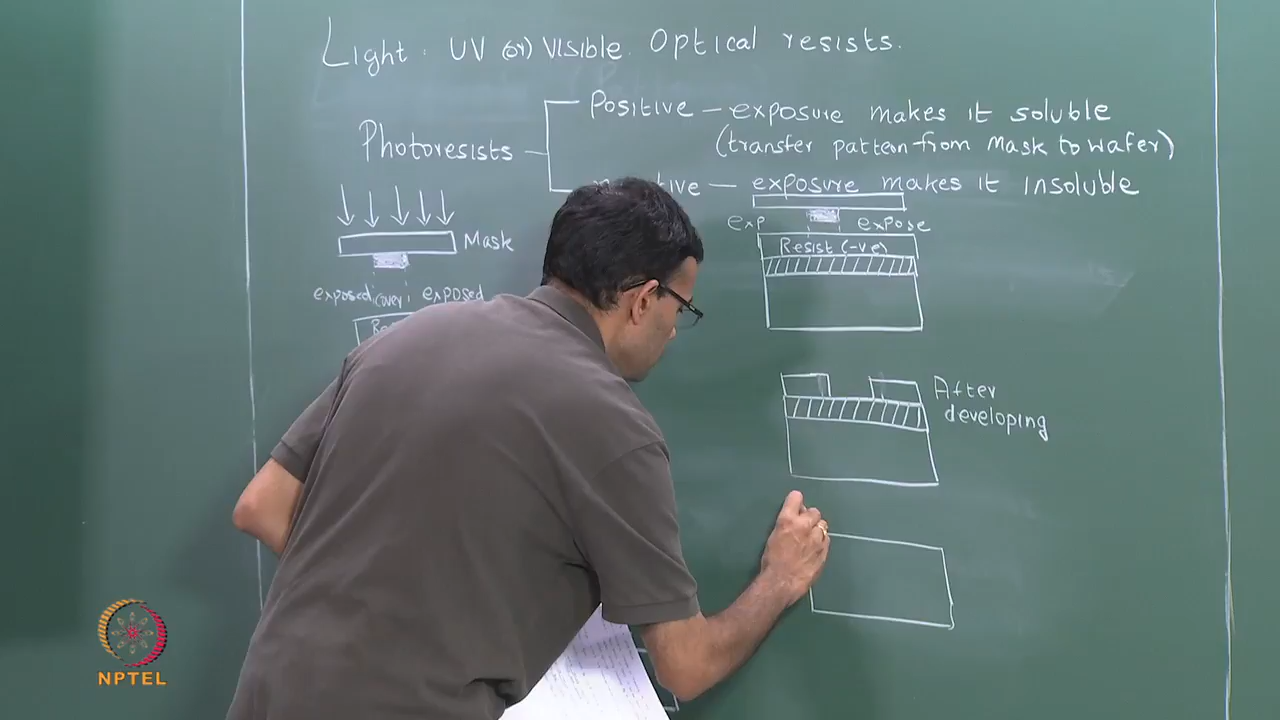 Light: UV (or) Visible. Optical resists.
Positive — exposure makes it soluble
(transfer pattern from Mask to wafer)
Photoresists
exposure makes it insoluble
Mask
exp expose
Resist (-ve)
exposed cover exposed
After
developing
NPTEL